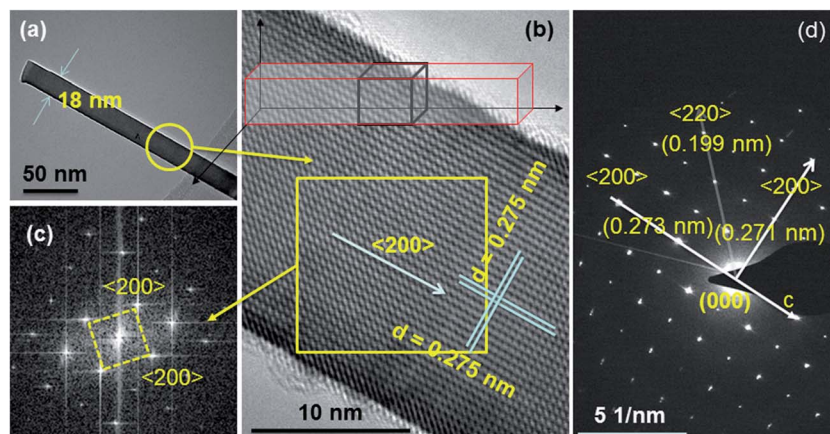 (a)
18 nm
50 nm
(b)
<200>
d = 0.275 nm
d = 0.275 nm
10 nm
(c)
<200>
<200>
(d)
<220>
(0.199 nm)
<200>
<200>
(0.273 nm)
(0.271 nm)
(000)
c
5 1/nm